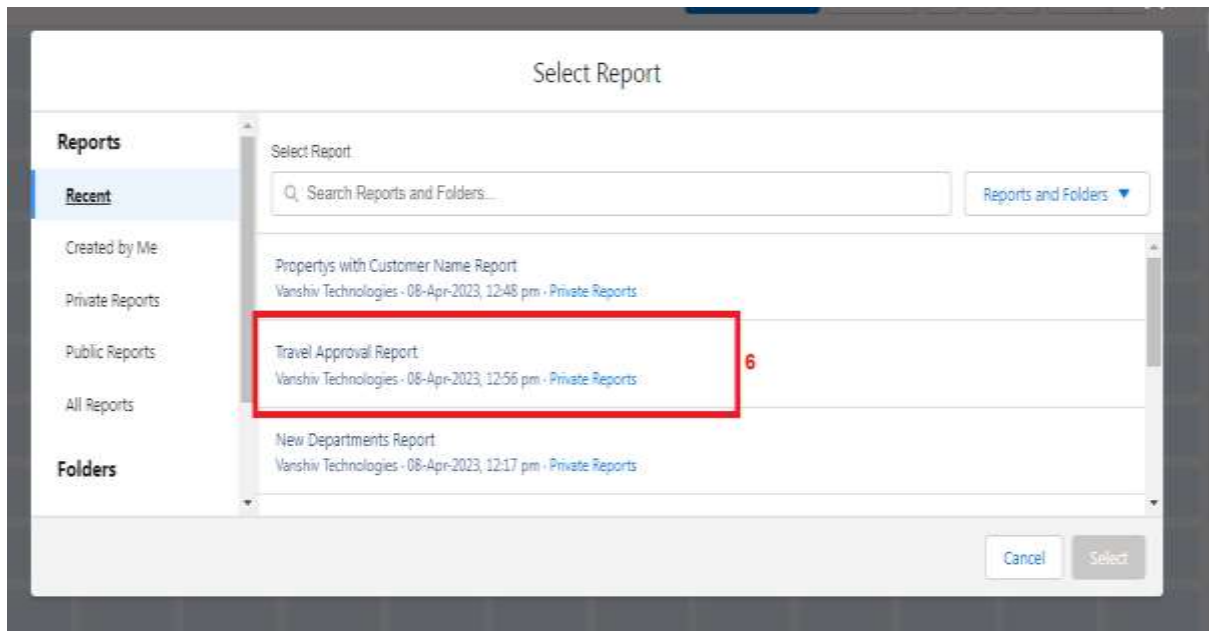 Select Report
Reports
Recent
Created by Me
Private Reports
Public Reports
All Reports
Folders
Select Report
Search Reports and Folders...
Reports and Folders
Propertys with Customer Name Report
Vanshiv Technologies - 08-Apr-2023, 12:48 pm - Private Reports
Travel Approval Report
Vanshiv Technologies - 08-Apr-2023, 12:56 pm - Private Reports
6
New Departments Report
Vanshiv Technologies - 08-Apr-2023, 12:17 pm - Private Reports
Cancel
Select